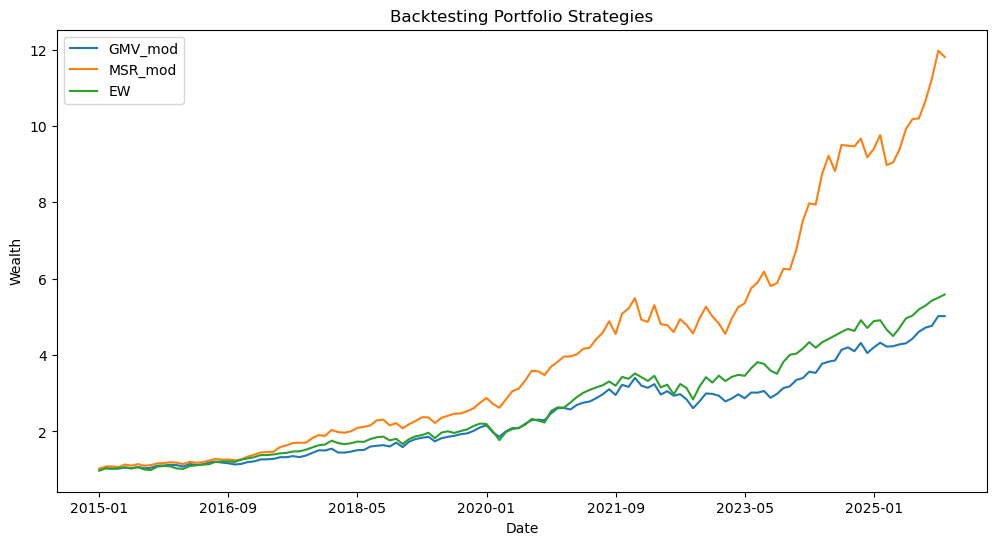 Backtesting Portfolio Strategies
GMV_mod
MSR_mod
EW
Wealth
12
10
8
6
4
2
2015-01 2016-09 2018-05 2020-01 2021-09 2023-05 2025-01
Date